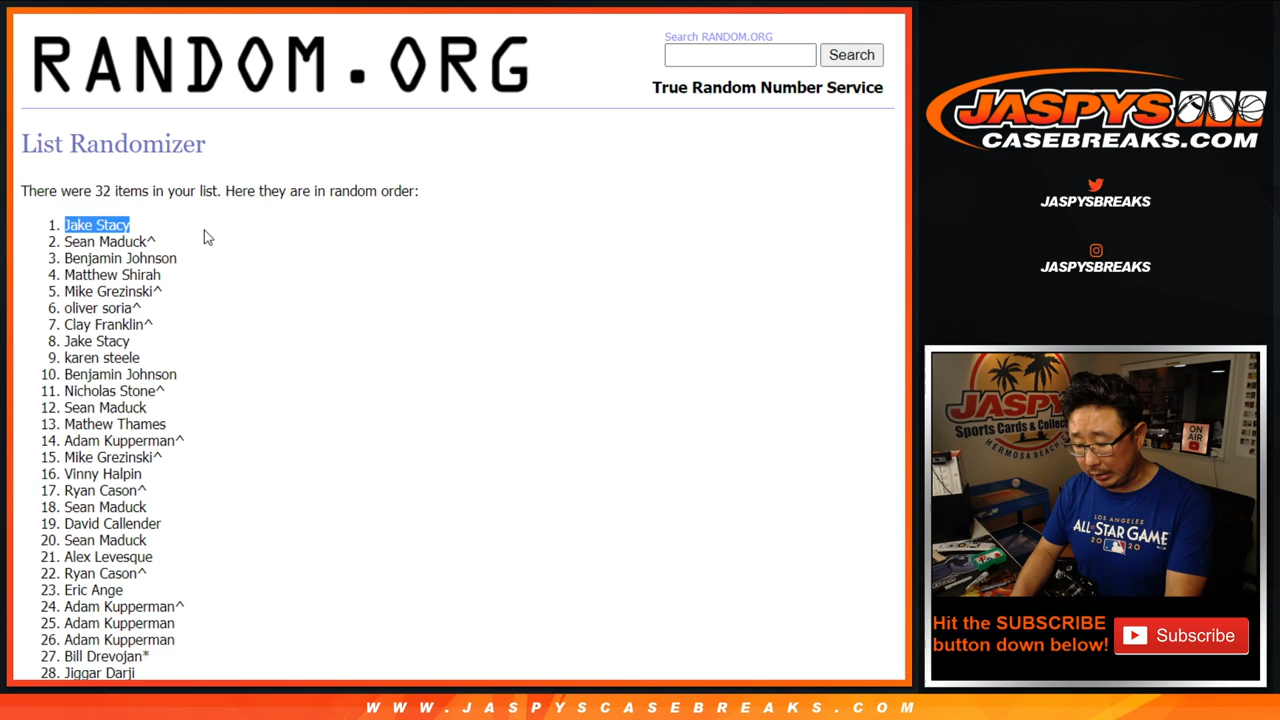 RANDOM.ORG
Search RANDOM.ORG
Search
True Random Number Service
List Randomizer
There were 32 items in your list. Here they are in random order:
1. Jake Stacy
2. Sean Maduck^
3. Benjamin Johnson
4. Matthew Shirah
5. Mike Grezinski^
6. oliver soria^
7. Clay Franklin^
8. Jake Stacy
9. karen steele
10. Benjamin Johnson
11. Nicholas Stone^
12. Sean Maduck
13. Mathew Thames
14. Adam Kupperman^
15. Mike Grezinski^
16. Vinny Halpin
17. Ryan Cason^
18. Sean Maduck
19. David Callender
20. Sean Maduck
21. Alex Levesque
22. Ryan Cason^
23. Eric Ange
24. Adam Kupperman^
25. Adam Kupperman
26. Adam Kupperman
27. Bill Drevojan*
28. Jiggar Darji
JASPYS
CASEBREAKS.COM
JASPYSBREAKS
JASPYSBREAKS
JASPYS
Sports Cards & Collec
HERMOSA BEACH
ON
AIR
LOS ANGELES
ALL-STAR GAME
20 20
Hit the SUBSCRIBE
button down below!
Subscribe
WWW.JASPYSCASEBREAKS.COM